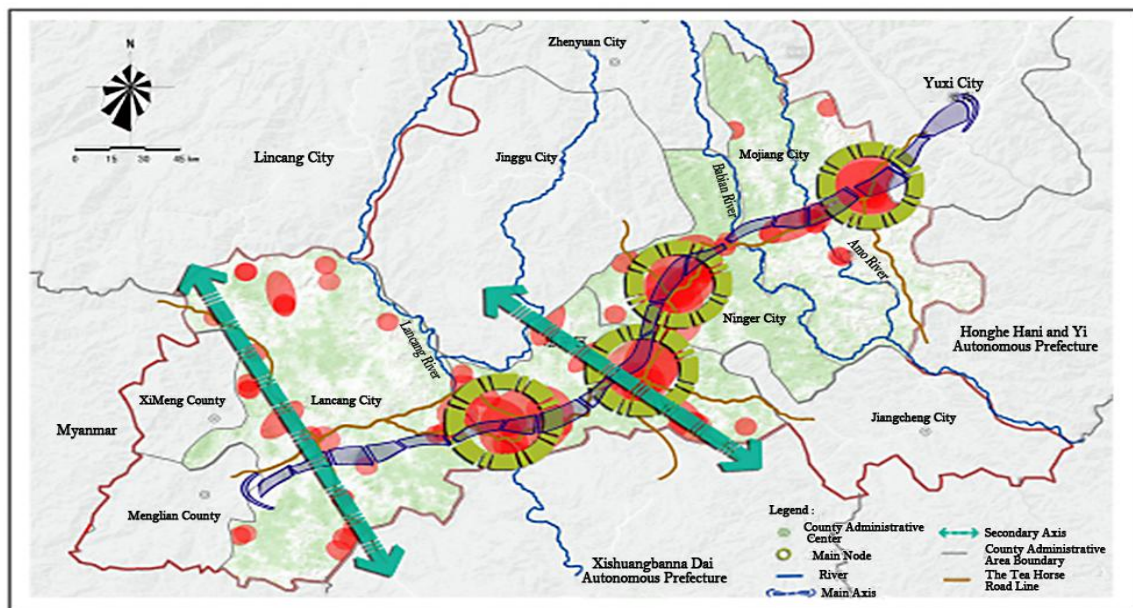 N
0 15 30 45 km
Zhenyuan City
Yuxi City
Lincang City
Jinggu City
Mojiang City
Babian River
Amo River
Ninger City
Honghe Hani and Yi
Autonomous Prefecture
Lancang River
XiMeng County
Lancang City
Myanmar
Jiangcheng City
Menglian County
Xishuangbanna Dai
Autonomous Prefecture
Legend :
County Administrative
Center
Main Node
River
Main Axis
Secondary Axis
County Administrative
Area Boundary
The Tea Horse
Road Line